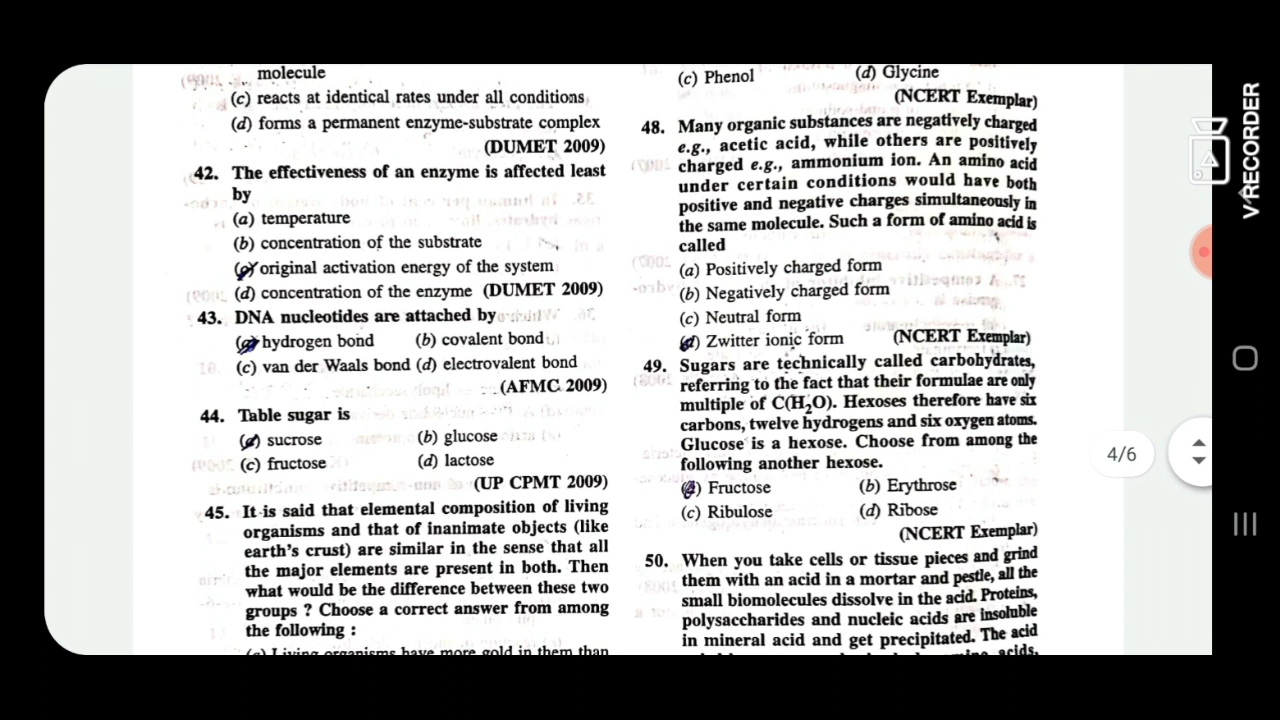 molecule
(c) reacts at identical rates under all conditions
(d) forms a permanent enzyme-substrate complex
(DUMET 2009)
42. The effectiveness of an enzyme is affected least
by
(a) temperature
(b) concentration of the substrate
(c) original activation energy of the system
(d) concentration of the enzyme (DUMET 2009)
43. DNA nucleotides are attached by
(a) hydrogen bond (b) covalent bond
(c) van der Waals bond (d) electrovalent bond
(AFMC 2009)
44. Table sugar is
(a) sucrose (b) glucose
(c) fructose (d) lactose
(UP CPMT 2009)
45. It is said that elemental composition of living
organisms and that of inanimate objects (like
earth's crust) are similar in the sense that all
the major elements are present in both. Then
what would be the difference between these two
groups ? Choose a correct answer from among
the following :
(a) Living organisms have more gold in them than
(c) Phenol (d) Glycine
(NCERT Exemplar)
48. Many organic substances are negatively charged
e.g., acetic acid, while others are positively
charged e.g., ammonium ion. An amino acid
under certain conditions would have both
positive and negative charges simultaneously in
the same molecule. Such a form of amino acid is
called
(a) Positively charged form
(b) Negatively charged form
(c) Neutral form
(d) Zwitter ionic form (NCERT Exemplar)
49. Sugars are technically called carbohydrates,
referring to the fact that their formulae are only
multiple of C(H₂O). Hexoses therefore have six
carbons, twelve hydrogens and six oxygen atoms.
Glucose is a hexose. Choose from among the
following another hexose.
(a) Fructose (b) Erythrose
(c) Ribulose (d) Ribose
(NCERT Exemplar)
50. When you take cells or tissue pieces and grind
them with an acid in a mortar and pestle, all the
small biomolecules dissolve in the acid. Proteins,
polysaccharides and nucleic acids are insoluble
in mineral acid and get precipitated. The acid
acids,
4/6
V RECORDER